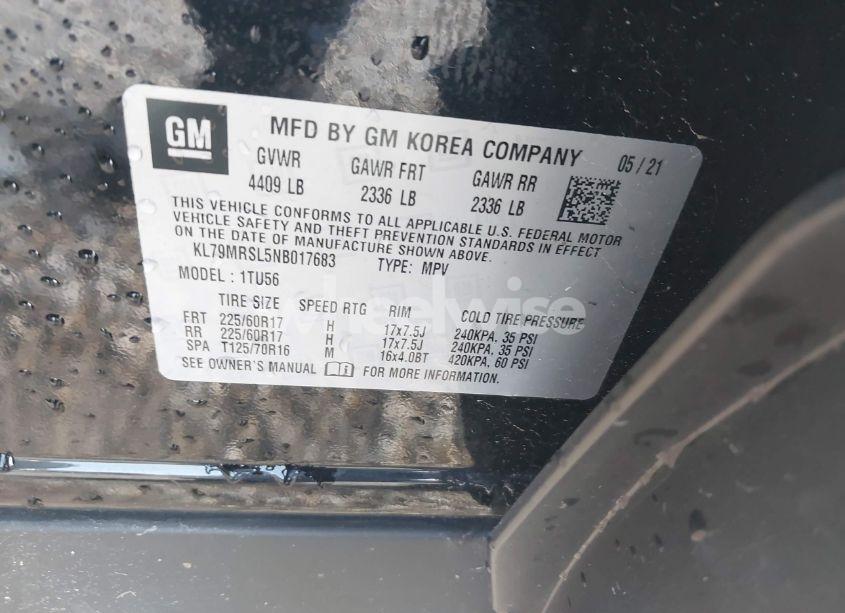 GM
MFD BY GM KOREA COMPANY 05 / 21
GVWR GAWR FRT GAWR RR
4409 LB 2336 LB 2336 LB
THIS VEHICLE CONFORMS TO ALL APPLICABLE U.S. FEDERAL MOTOR
VEHICLE SAFETY AND THEFT PREVENTION STANDARDS IN EFFECT
ON THE DATE OF MANUFACTURE SHOWN ABOVE.
KL79MRSL5NB017683 TYPE: MPV
MODEL : 1TU56
TIRE SIZE SPEED RTG RIM COLD TIRE PRESSURE
FRT 225/60R17 H 17x7.5J 240KPA, 35 PSI
RR 225/60R17 H 17x7.5J 240KPA, 35 PSI
SPA T125/70R16 M 16x4.0BT 420KPA, 60 PSI
SEE OWNER'S MANUAL FOR MORE INFORMATION.
wheelwise